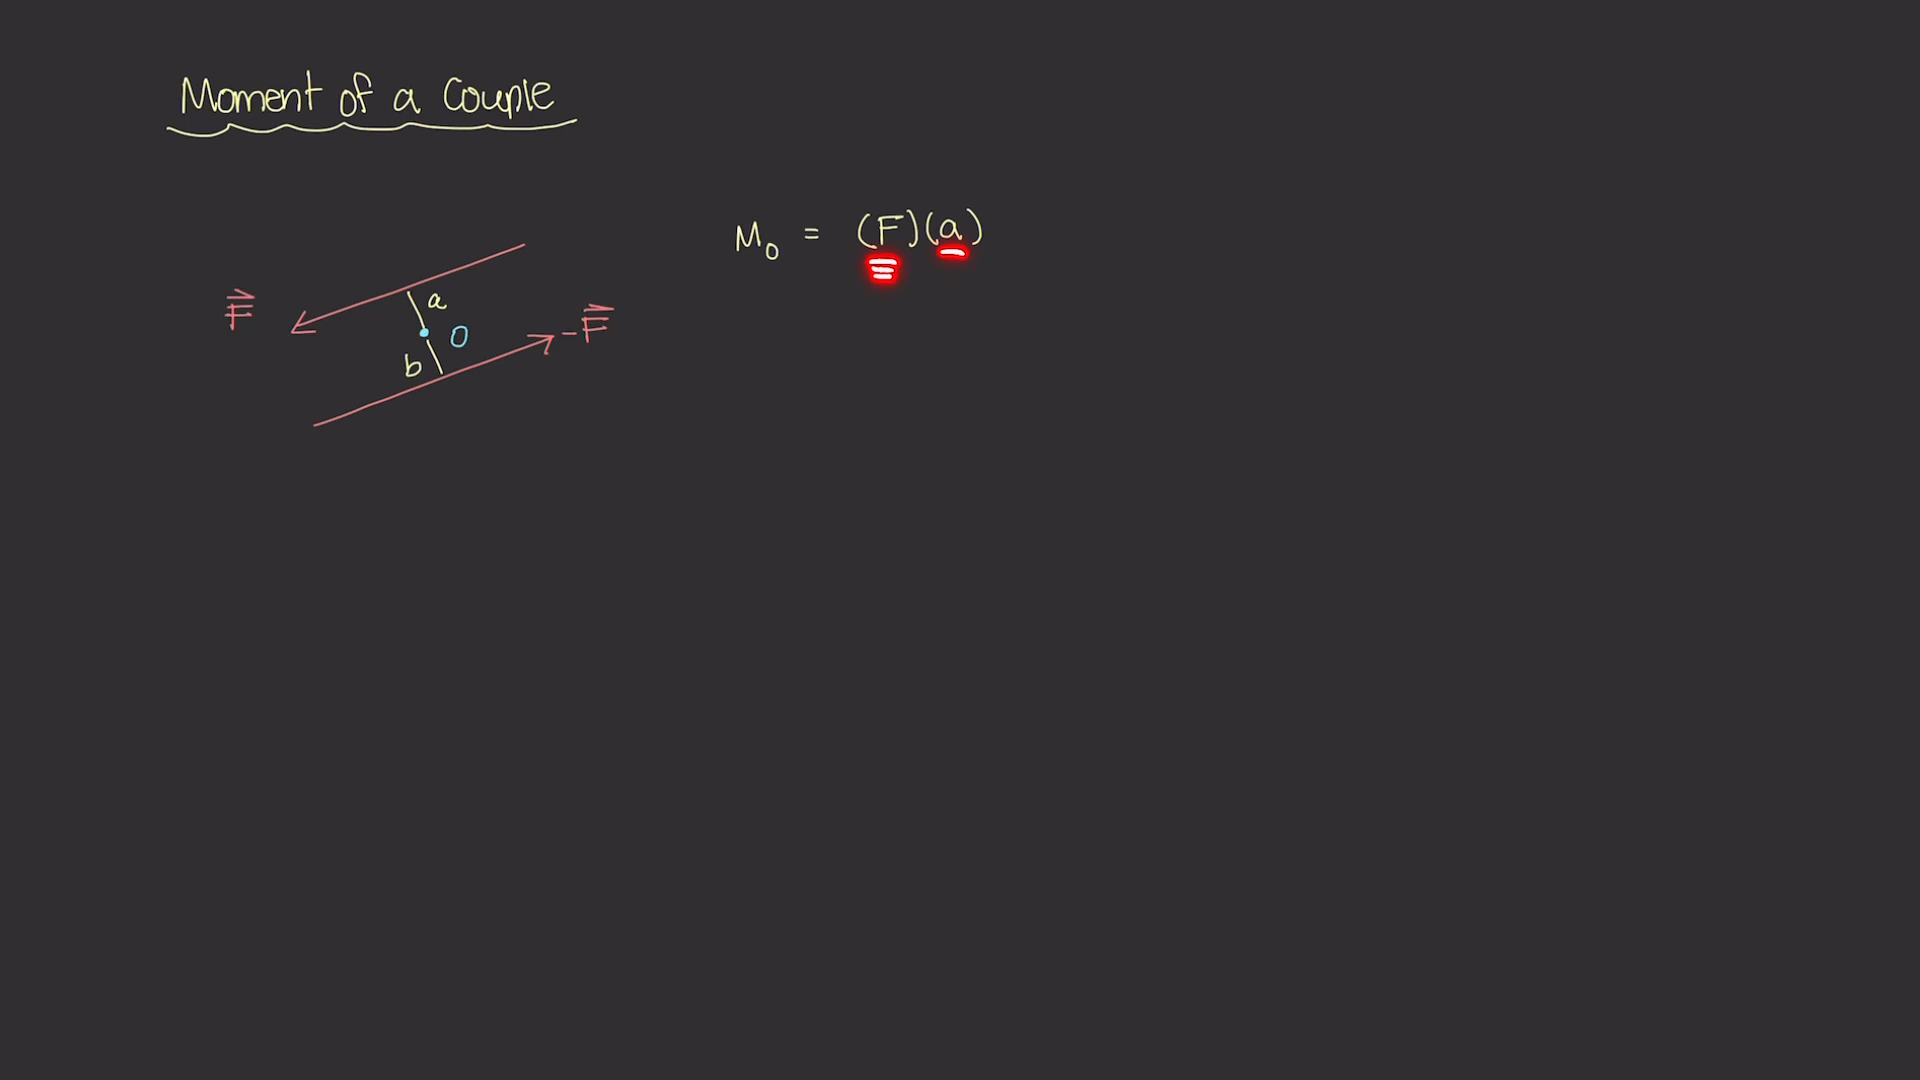 Moment of a Couple
M₀ = (F)(a)
a
F⃗
-F⃗
O
b